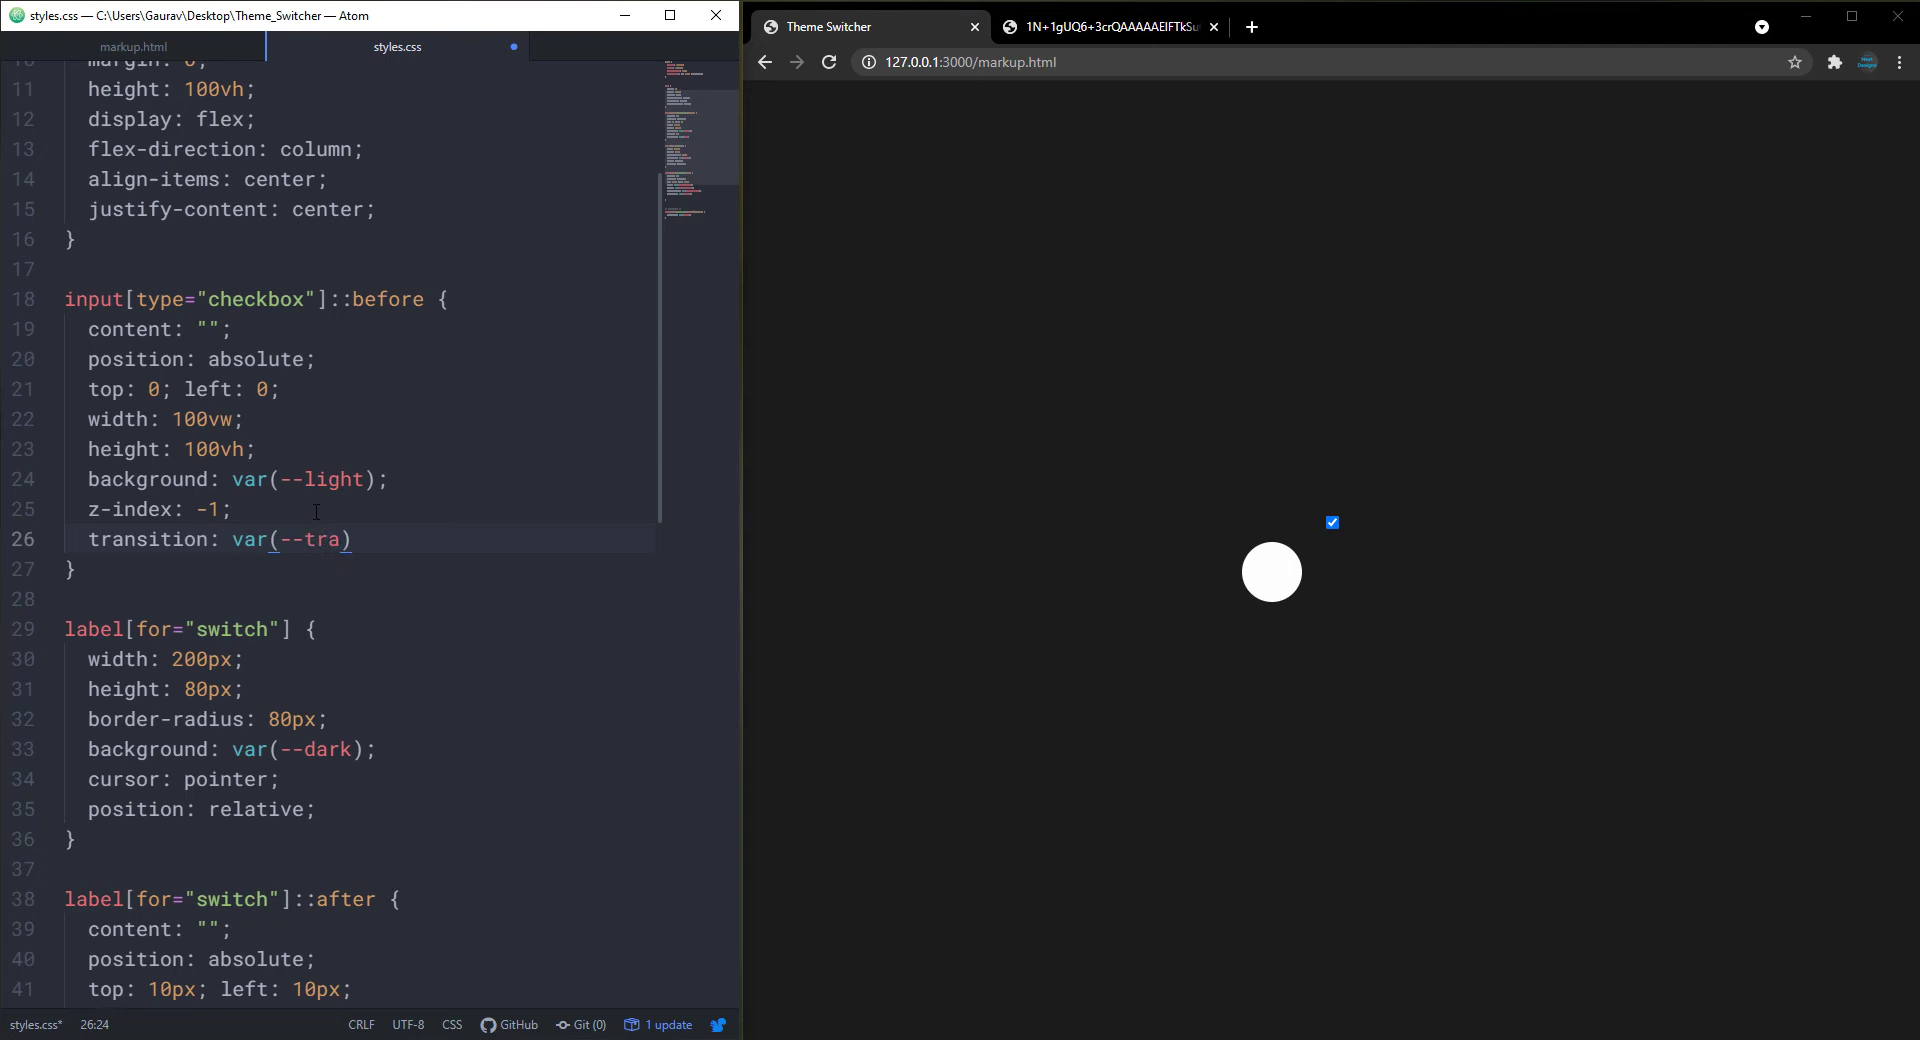 styles.css — C:\Users\Gaurav\Desktop\Theme_Switcher — Atom
markup.html
styles.css
10 margin: 0;
11 height: 100vh;
12 display: flex;
13 flex-direction: column;
14 align-items: center;
15 justify-content: center;
16 }
17
18 input[type="checkbox"]::before {
19 content: "";
20 position: absolute;
21 top: 0; left: 0;
22 width: 100vw;
23 height: 100vh;
24 background: var(--light);
25 z-index: -1;
26 transition: var(--tra)
27 }
28
29 label[for="switch"] {
30 width: 200px;
31 height: 80px;
32 border-radius: 80px;
33 background: var(--dark);
34 cursor: pointer;
35 position: relative;
36 }
37
38 label[for="switch"]::after {
39 content: "";
40 position: absolute;
41 top: 10px; left: 10px;
styles.css* 26:24 CRLF UTF-8 CSS GitHub Git (0) 1 update
Theme Switcher
127.0.0.1:3000/markup.html